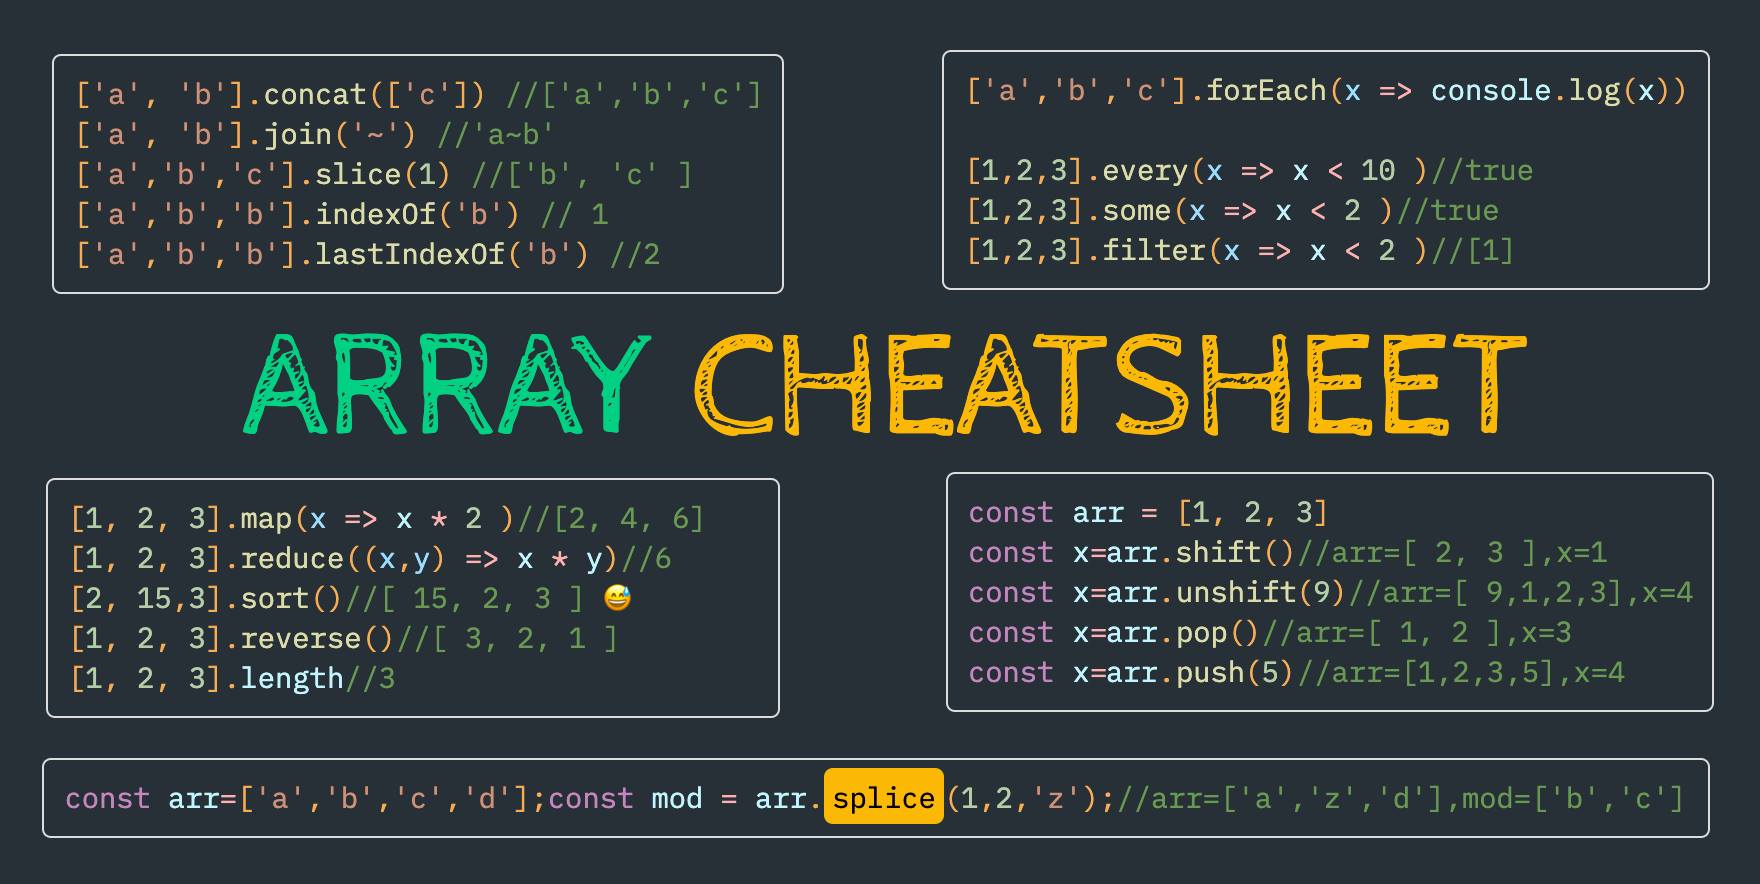 ['a', 'b'].concat(['c']) //['a','b','c']
['a', 'b'].join('~') //'a~b'
['a','b','c'].slice(1) //['b', 'c' ]
['a','b','b'].indexOf('b') // 1
['a','b','b'].lastIndexOf('b') //2
['a','b','c'].forEach(x => console.log(x))
[1,2,3].every(x => x < 10 )//true
[1,2,3].some(x => x < 2 )//true
[1,2,3].filter(x => x < 2 )//[1]
ARRAY CHEATSHEET
[1, 2, 3].map(x => x * 2 )//[2, 4, 6]
[1, 2, 3].reduce((x,y) => x * y)//6
[2, 15,3].sort()//[ 15, 2, 3 ] 😅
[1, 2, 3].reverse()//[ 3, 2, 1 ]
[1, 2, 3].length//3
const arr = [1, 2, 3]
const x=arr.shift()//arr=[ 2, 3 ],x=1
const x=arr.unshift(9)//arr=[ 9,1,2,3],x=4
const x=arr.pop()//arr=[ 1, 2 ],x=3
const x=arr.push(5)//arr=[1,2,3,5],x=4
const arr=['a','b','c','d'];const mod = arr.splice(1,2,'z');//arr=['a','z','d'],mod=['b','c']